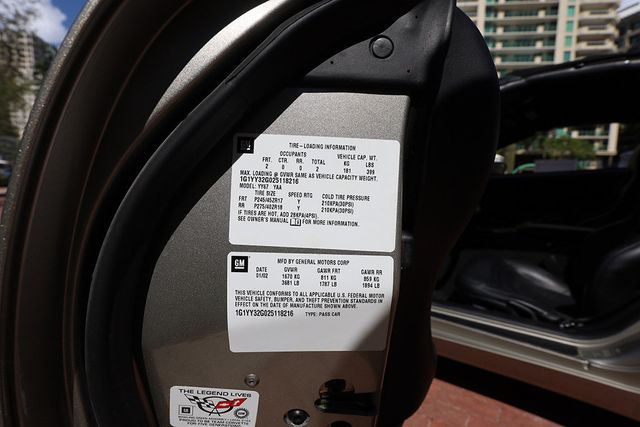 GM
TIRE-LOADING INFORMATION
OCCUPANTS VEHICLE CAP. WT.
FRT. CTR. RR. TOTAL KG LBS
2 0 0 2 181 399
MAX. LOADING @ GVWR SAME AS VEHICLE CAPACITY WEIGHT.
1G1YY32G025118216
MODEL: YY67 YAA
TIRE SIZE SPEED RTG COLD TIRE PRESSURE
FRT P245/45ZR17 Y 210KPA(30PSI)
RR P275/40ZR18 Y 210KPA(30PSI)
IF TIRES ARE HOT, ADD 28KPA(4PSI).
SEE OWNER'S MANUAL FOR MORE INFORMATION.
GM
MFD BY GENERAL MOTORS CORP
DATE GVWR GAWR FRT GAWR RR
01/02 1670 KG 811 KG 859 KG
3681 LB 1787 LB 1894 LB
THIS VEHICLE CONFORMS TO ALL APPLICABLE U.S. FEDERAL MOTOR
VEHICLE SAFETY, BUMPER, AND THEFT PREVENTION STANDARDS IN
EFFECT ON THE DATE OF MANUFACTURE SHOWN ABOVE.
1G1YY32G025118216 TYPE: PASS CAR
THE LEGEND LIVES
PROUD TO BE TEAM CORVETTE